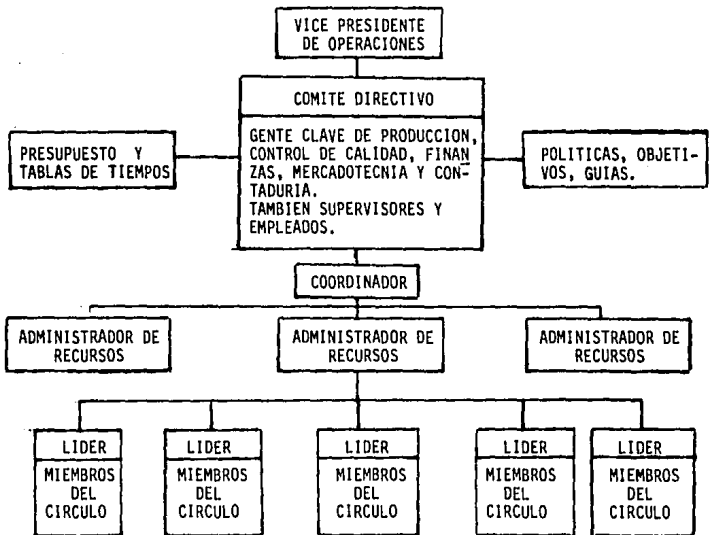 VICE PRESIDENTE
DE OPERACIONES
COMITE DIRECTIVO
PRESUPUESTO Y
TABLAS DE TIEMPOS
GENTE CLAVE DE PRODUCCION,
CONTROL DE CALIDAD, FINAN
ZAS, MERCADOTECNIA Y CON-
TADURIA.
TAMBIEN SUPERVISORES Y
EMPLEADOS.
POLITICAS, OBJETI-
VOS, GUIAS.
COORDINADOR
ADMINISTRADOR DE
RECURSOS
ADMINISTRADOR DE
RECURSOS
ADMINISTRADOR DE
RECURSOS
LIDER
MIEMBROS
DEL
CIRCULO
LIDER
MIEMBROS
DEL
CIRCULO
LIDER
MIEMBROS
DEL
CIRCULO
LIDER
MIEMBROS
DEL
CIRCULO
LIDER
MIEMBROS
DEL
CIRCULO